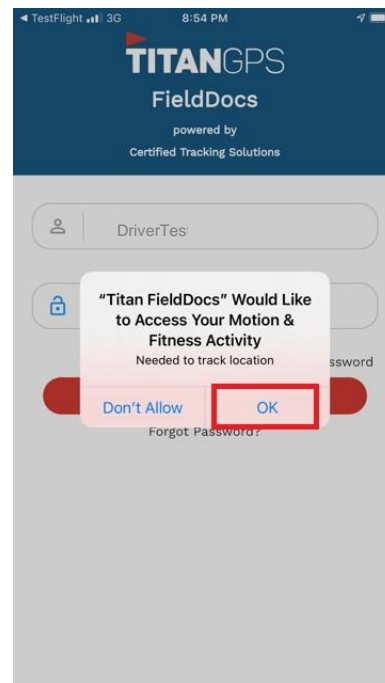 ◄ TestFlight 3G 8:54 PM
TITANGPS
FieldDocs
powered by
Certified Tracking Solutions
DriverTes
"Titan FieldDocs" Would Like
to Access Your Motion &
Fitness Activity
Needed to track location
ssword
Don't Allow OK
Forgot Password?